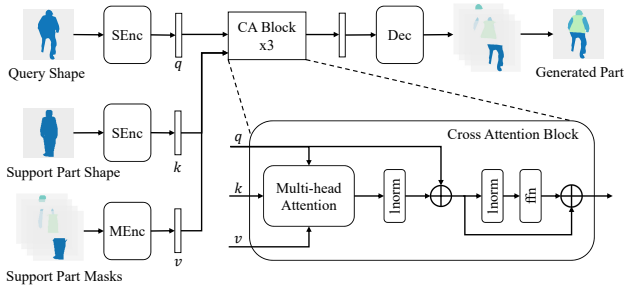 SEnc
q
Query Shape
CA Block
x3
Dec
Generated Part
SEnc
k
Support Part Shape
MEnc
v
Support Part Masks
Cross Attention Block
q
k
v
Multi-head
Attention
lnorm
lnorm
ffn